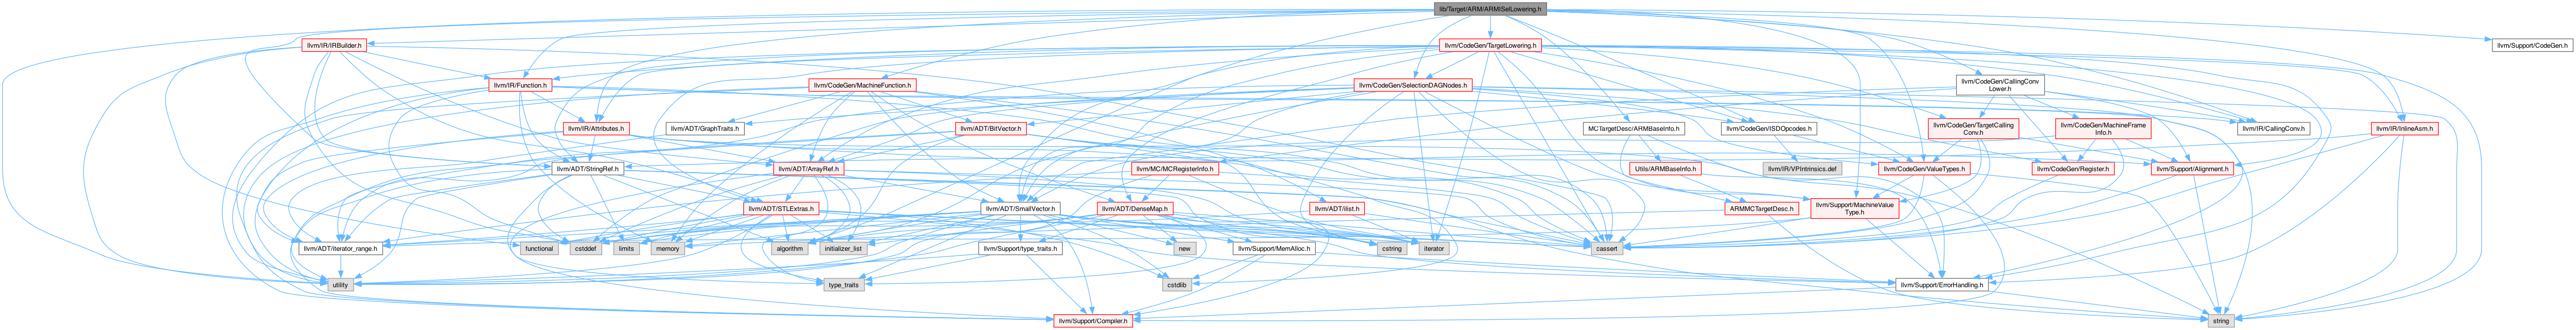 lib/Target/ARM/ARMISelLowering.h
llvm/IR/IRBuilder.h
llvm/CodeGen/TargetLowering.h
llvm/Support/CodeGen.h
llvm/IR/Function.h
llvm/CodeGen/MachineFunction.h
llvm/CodeGen/SelectionDAGNodes.h
llvm/CodeGen/CallingConv
Lower.h
llvm/IR/Attributes.h
llvm/ADT/GraphTraits.h
llvm/ADT/BitVector.h
MCTargetDesc/ARMBaseInfo.h
llvm/CodeGen/ISDOpcodes.h
llvm/CodeGen/TargetCalling
Conv.h
llvm/CodeGen/MachineFrame
Info.h
llvm/IR/CallingConv.h
llvm/IR/InlineAsm.h
llvm/ADT/StringRef.h
llvm/ADT/ArrayRef.h
llvm/MC/MCRegisterInfo.h
Utils/ARMBaseInfo.h
llvm/IR/VPIntrinsics.def
llvm/CodeGen/ValueTypes.h
llvm/CodeGen/Register.h
llvm/Support/Alignment.h
llvm/ADT/STLExtras.h
llvm/ADT/SmallVector.h
llvm/ADT/DenseMap.h
llvm/ADT/ilist.h
ARMMCTargetDesc.h
llvm/Support/MachineValue
Type.h
llvm/ADT/iterator_range.h
functional
cstddef
limits
memory
algorithm
initializer_list
llvm/Support/type_traits.h
new
llvm/Support/MemAlloc.h
cstring
iterator
cassert
utility
type_traits
cstdlib
llvm/Support/ErrorHandling.h
llvm/Support/Compiler.h
string